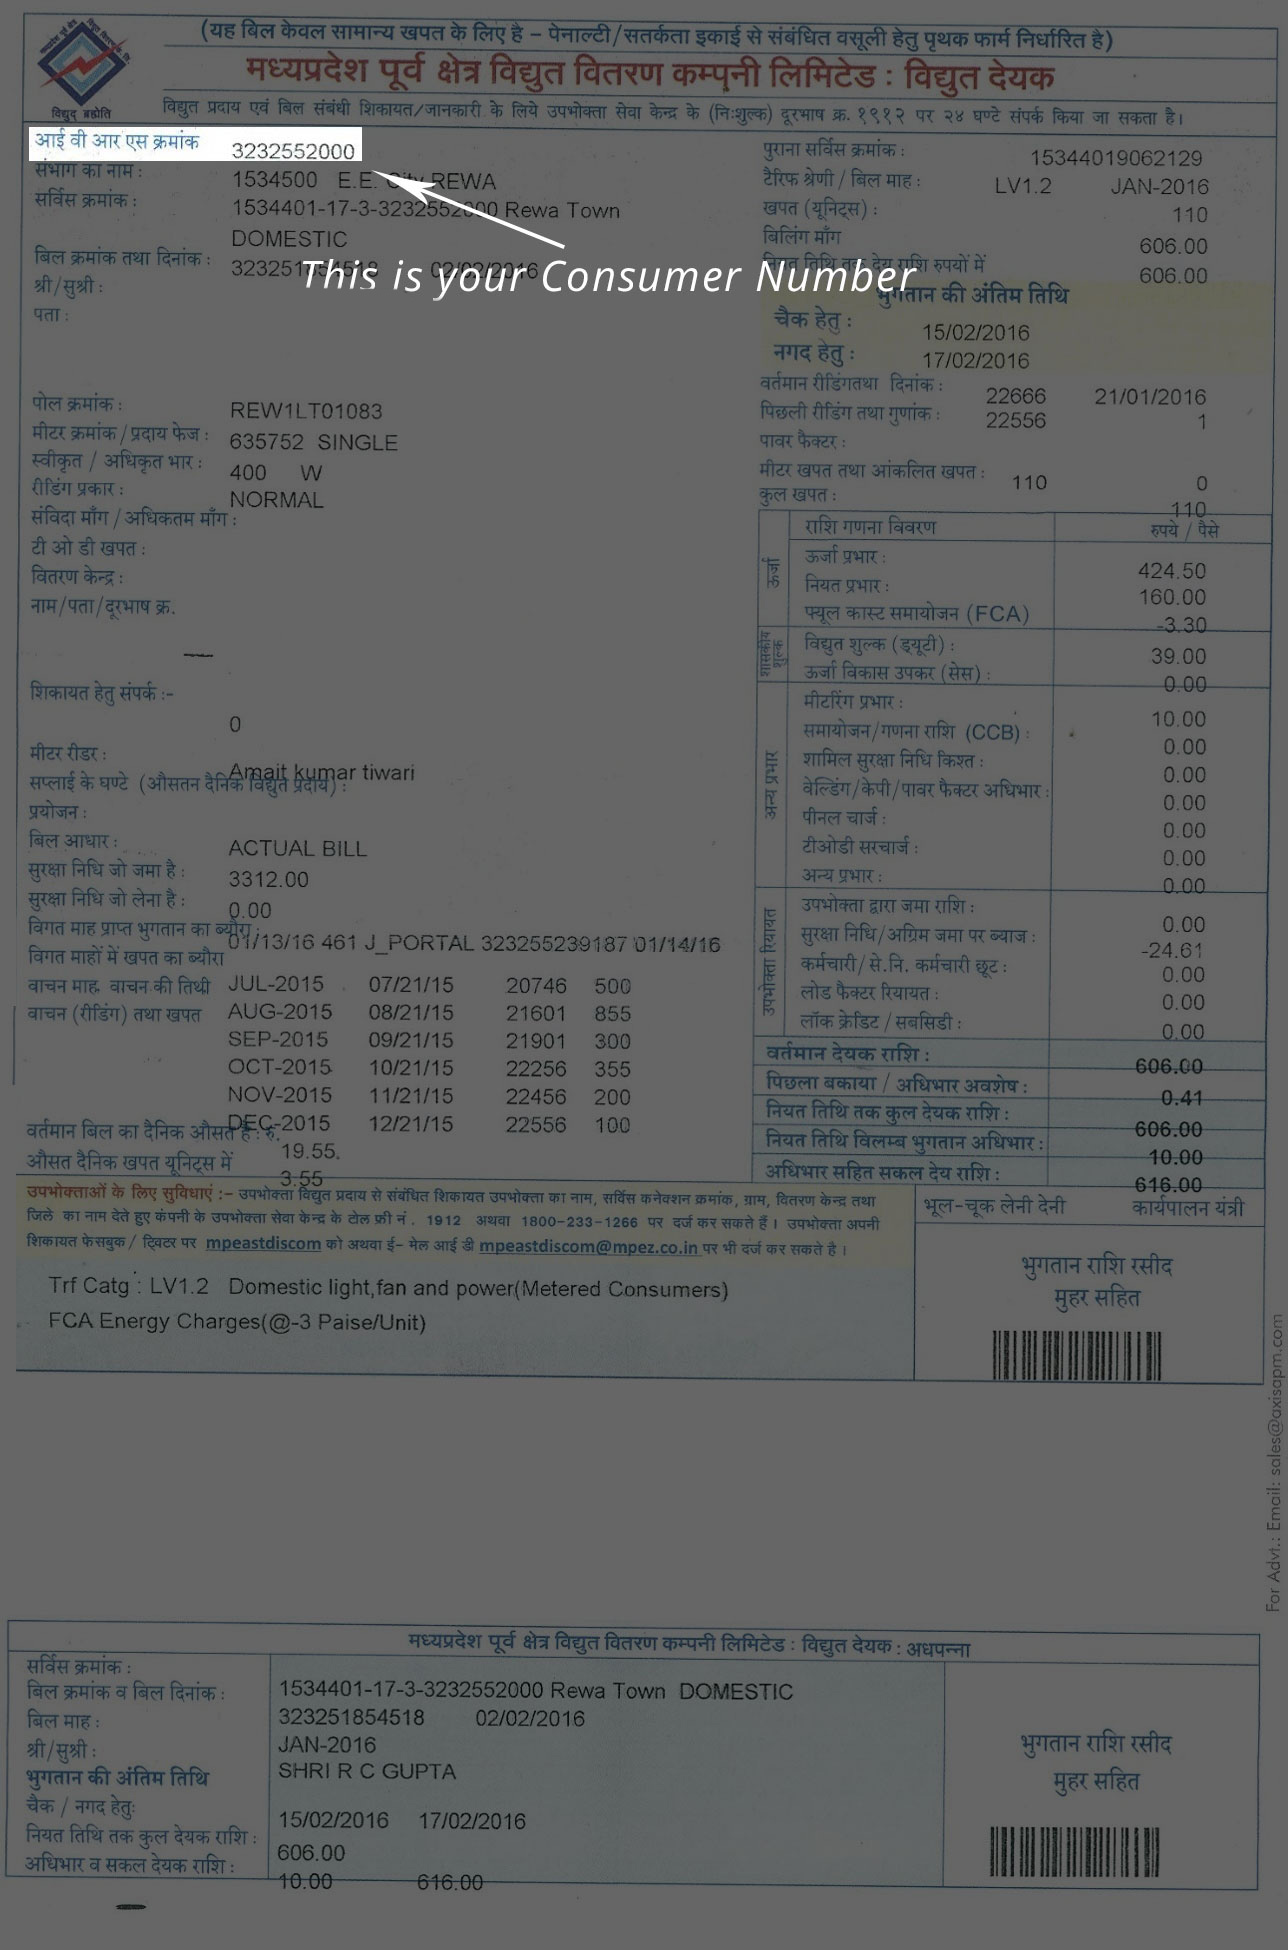 (यह बिल केवल सामान्य खपत के लिए है – पेनाल्टी/सतर्कता इकाई से संबंधित वसूली हेतु पृथक फार्म निर्धारित है)
मध्यप्रदेश पूर्व क्षेत्र विद्युत वितरण कम्पनी लिमिटेड : विद्युत देयक
विद्युत प्रदाय एवं बिल संबंधी शिकायत/जानकारी के लिये उपभोक्ता सेवा केन्द्र के (निःशुल्क) दूरभाष क्र. १९१२ पर २४ घण्टे संपर्क किया जा सकता है।
आई वी आर एस क्रमांक 3232552000
संभाग का नाम : 1534500 E.E. City REWA
सर्विस क्रमांक : 1534401-17-3-3232552000 Rewa Town
DOMESTIC
बिल क्रमांक तथा दिनांक : 323251854518 02/02/2016
This is your Consumer Number
श्री/सुश्री :
पता :
पोल क्रमांक : REW1LT01083
मीटर क्रमांक / प्रदाय फेज : 635752 SINGLE
स्वीकृत / अधिकृत भार : 400 W
रीडिंग प्रकार : NORMAL
संविदा माँग / अधिकतम माँग :
टी ओ डी खपत :
वितरण केन्द्र :
नाम/पता/दूरभाष क्र.
शिकायत हेतु संपर्क :-
0
मीटर रीडर : Amait kumar tiwari
सप्लाई के घण्टे (औसतन दैनिक विद्युत प्रदाय) :
प्रयोजन :
बिल आधार : ACTUAL BILL
सुरक्षा निधि जो जमा है : 3312.00
सुरक्षा निधि जो लेना है : 0.00
विगत माह प्राप्त भुगतान का ब्यौरा : 01/13/16 461 J_PORTAL 323255239187 01/14/16
विगत माहों में खपत का ब्यौरा
वाचन माह, वाचन की तिथी JUL-2015 07/21/15 20746 500
वाचन (रीडिंग) तथा खपत AUG-2015 08/21/15 21601 855
SEP-2015 09/21/15 21901 300
OCT-2015 10/21/15 22256 355
NOV-2015 11/21/15 22456 200
DEC-2015 12/21/15 22556 100
वर्तमान बिल का दैनिक औसत है : रु. 19.55.
औसत दैनिक खपत यूनिट्स में 3.55
पुराना सर्विस क्रमांक : 15344019062129
टैरिफ श्रेणी / बिल माह : LV1.2 JAN-2016
खपत (यूनिट्स) : 110
बिलिंग माँग 606.00
नियत तिथि तक देय राशि रुपयों में 606.00
भुगतान की अंतिम तिथि
चैक हेतु : 15/02/2016
नगद हेतु : 17/02/2016
वर्तमान रीडिंगतथा दिनांक : 22666 21/01/2016
पिछली रीडिंग तथा गुणांक : 22556 1
पावर फैक्टर :
मीटर खपत तथा आंकलित खपत : 110 0
कुल खपत : 110
राशि गणना विवरण रुपये / पैसे
ऊर्जा
ऊर्जा प्रभार : 424.50
नियत प्रभार : 160.00
फ्यूल कास्ट समायोजन (FCA) -3.30
शासकीय शुल्क
विद्युत शुल्क (ड्यूटी) : 39.00
ऊर्जा विकास उपकर (सेस) : 0.00
अन्य प्रभार
मीटरिंग प्रभार : 10.00
समायोजन/गणना राशि (CCB) : 0.00
शामिल सुरक्षा निधि किश्त : 0.00
वेल्डिंग/केपी/पावर फैक्टर अधिभार : 0.00
पीनल चार्ज : 0.00
टीओडी सरचार्ज : 0.00
अन्य प्रभार : 0.00
उपभोक्ता रियायत
उपभोक्ता द्वारा जमा राशि : 0.00
सुरक्षा निधि/अग्रिम जमा पर ब्याज : -24.61
कर्मचारी/से.नि. कर्मचारी छूट : 0.00
लोड फैक्टर रियायत : 0.00
लॉक क्रेडिट / सबसिडी : 0.00
वर्तमान देयक राशि : 606.00
पिछला बकाया / अधिभार अवशेष : 0.41
नियत तिथि तक कुल देयक राशि : 606.00
नियत तिथि विलम्ब भुगतान अधिभार : 10.00
अधिभार सहित सकल देय राशि : 616.00
उपभोक्ताओं के लिए सुविधाएं :- उपभोक्ता विद्युत प्रदाय से संबंधित शिकायत उपभोक्ता का नाम, सर्विस कनेक्शन क्रमांक, ग्राम, वितरण केन्द्र तथा
जिले का नाम देते हुए कंपनी के उपभोक्ता सेवा केन्द्र के टोल फ्री नं. 1912 अथवा 1800-233-1266 पर दर्ज कर सकते हैं। उपभोक्ता अपनी
शिकायत फेसबुक/ ट्विटर पर mpeastdiscom को अथवा ई- मेल आई डी mpeastdiscom@mpez.co.in पर भी दर्ज कर सकते है।
भूल-चूक लेनी देनी कार्यपालन यंत्री
Trf Catg : LV1.2 Domestic light,fan and power(Metered Consumers)
FCA Energy Charges(@-3 Paise/Unit)
भुगतान राशि रसीद
मुहर सहित
For Advt.: Email: sales@axisapm.com
मध्यप्रदेश पूर्व क्षेत्र विद्युत वितरण कम्पनी लिमिटेड : विद्युत देयक : अधपन्ना
सर्विस क्रमांक : 1534401-17-3-3232552000 Rewa Town DOMESTIC
बिल क्रमांक व बिल दिनांक : 323251854518 02/02/2016
बिल माह : JAN-2016
श्री/सुश्री : SHRI R C GUPTA
भुगतान की अंतिम तिथि
चैक / नगद हेतुः 15/02/2016 17/02/2016
नियत तिथि तक कुल देयक राशि : 606.00
अधिभार व सकल देयक राशि : 10.00 616.00
भुगतान राशि रसीद
मुहर सहित